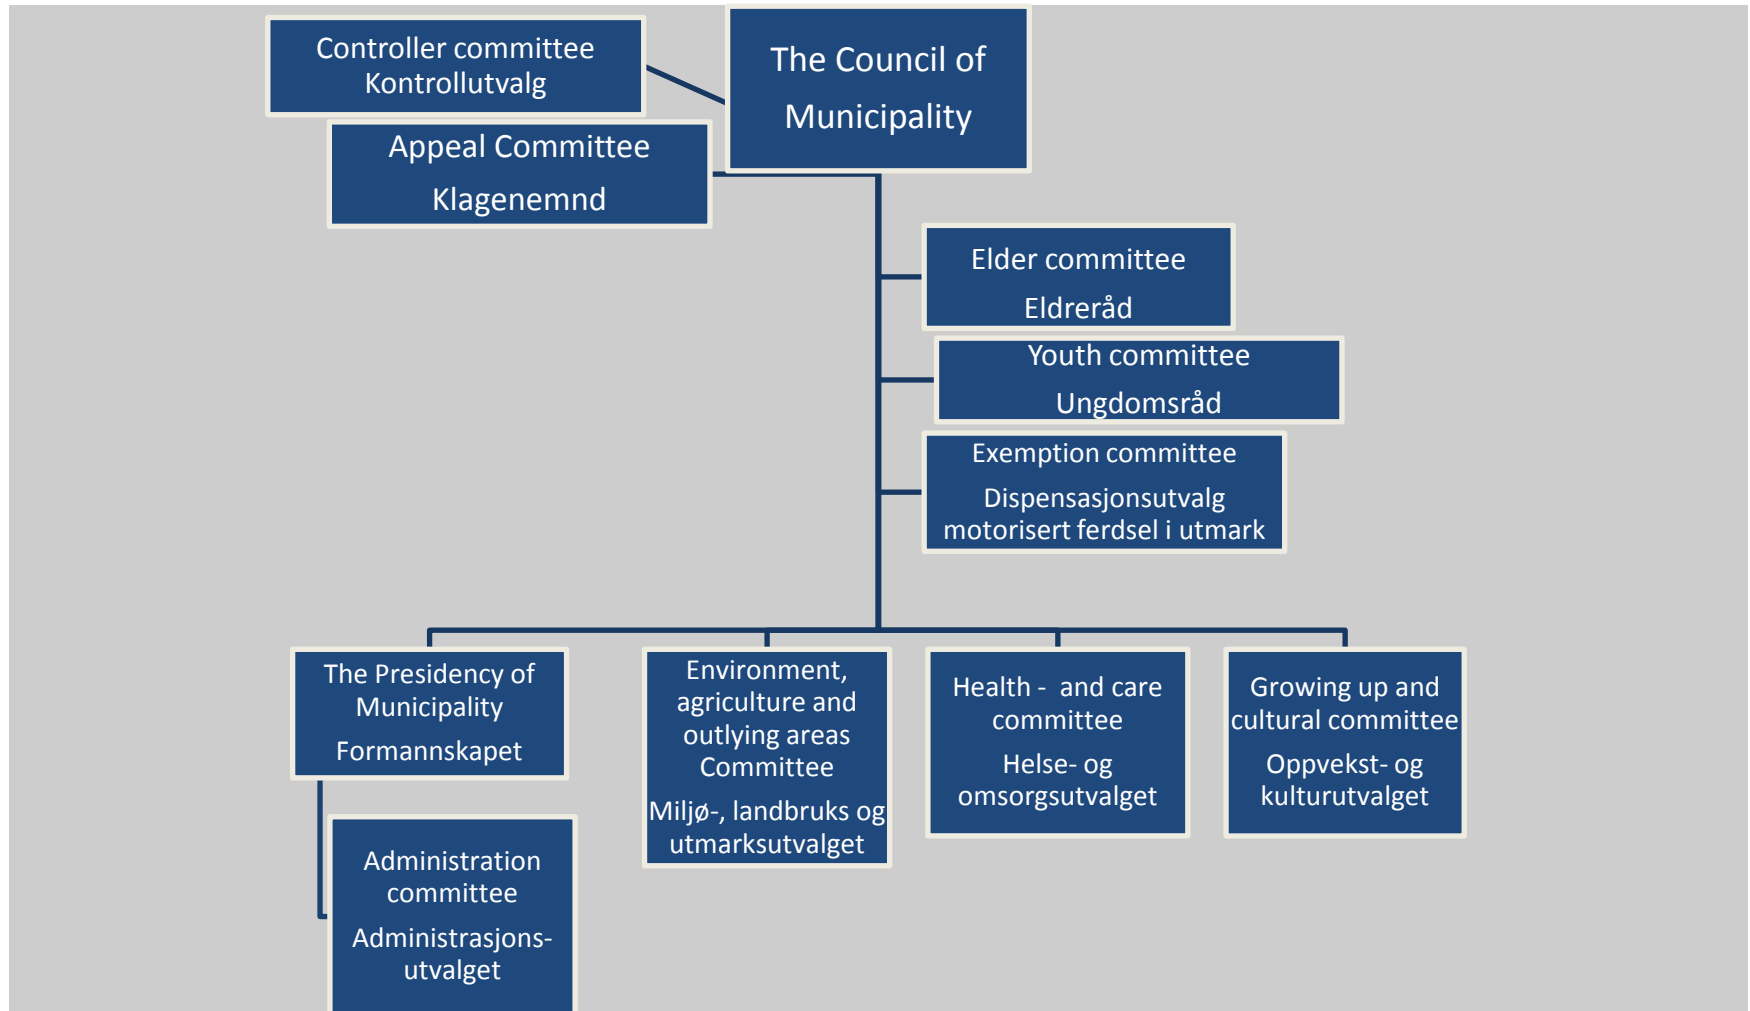 Controller committee
Kontrollutvalg
The Council of
Municipality
Appeal Committee
Klagenemnd
Elder committee
Eldreråd
Youth committee
Ungdomsråd
Exemption committee
Dispensasjonsutvalg
motorisert ferdsel i utmark
The Presidency of
Municipality
Formannskapet
Environment,
agriculture and
outlying areas
Committee
Miljø-, landbruks og
utmarksutvalget
Health - and care
committee
Helse- og
omsorgsutvalget
Growing up and
cultural committee
Oppvekst- og
kulturutvalget
Administration
committee
Administrasjons-
utvalget